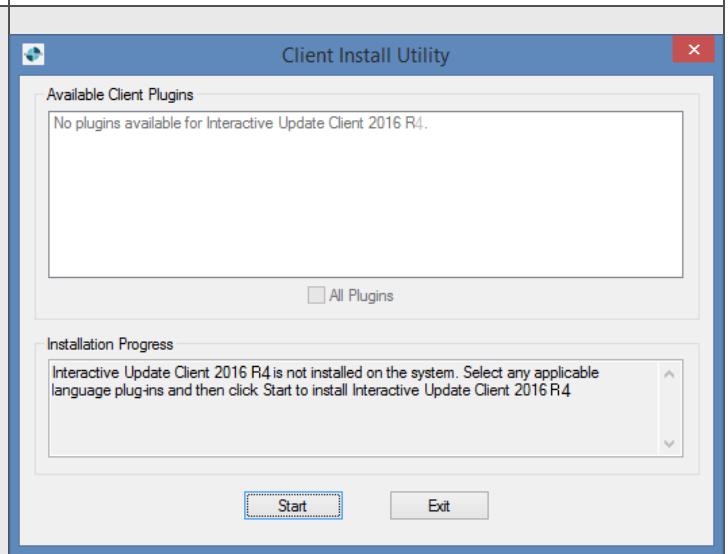 Client Install Utility
Available Client Plugins
No plugins available for Interactive Update Client 2016 R4.
All Plugins
Installation Progress
Interactive Update Client 2016 R4 is not installed on the system. Select any applicable
language plug-ins and then click Start to install Interactive Update Client 2016 R4
Start Exit